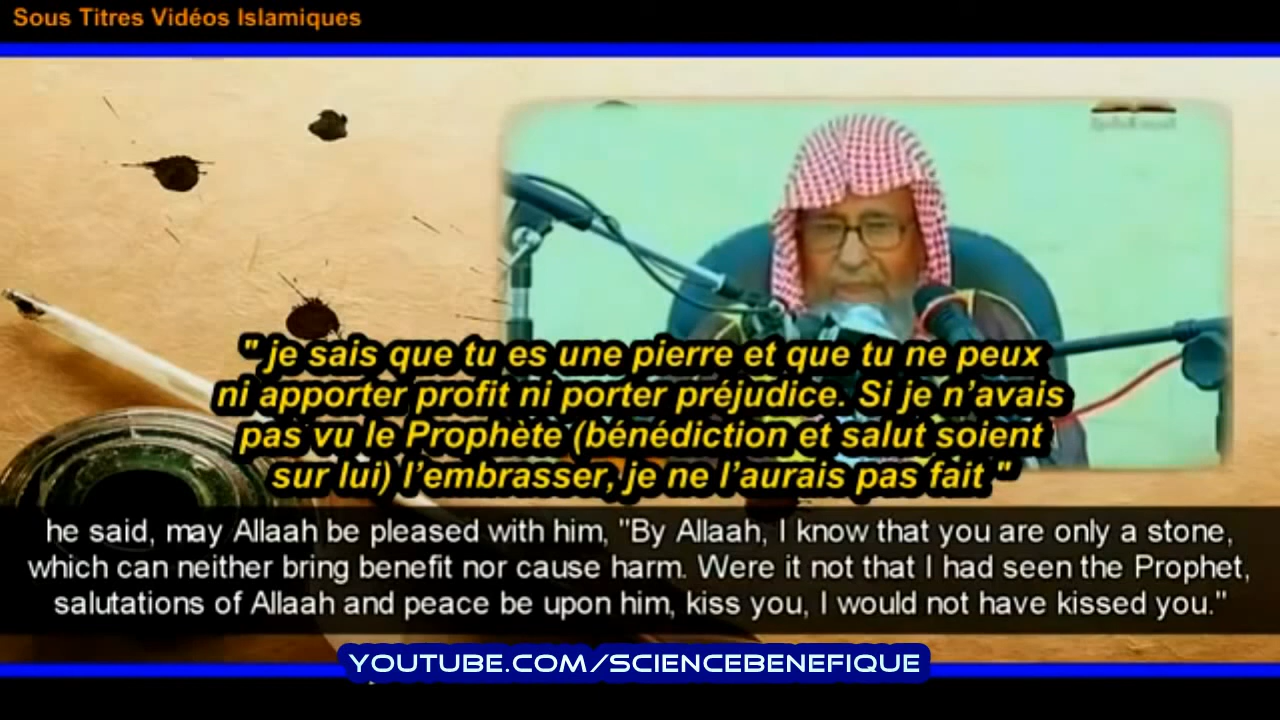 Sous Titres Vidéos Islamiques
" je sais que tu es une pierre et que tu ne peux
ni apporter profit ni porter préjudice. Si je n’avais
pas vu le Prophète (bénédiction et salut soient
sur lui) l’embrasser, je ne l’aurais pas fait "
he said, may Allaah be pleased with him, "By Allaah, I know that you are only a stone,
which can neither bring benefit nor cause harm. Were it not that I had seen the Prophet,
salutations of Allaah and peace be upon him, kiss you, I would not have kissed you."
YOUTUBE.COM/SCIENCEBENEFIQUE